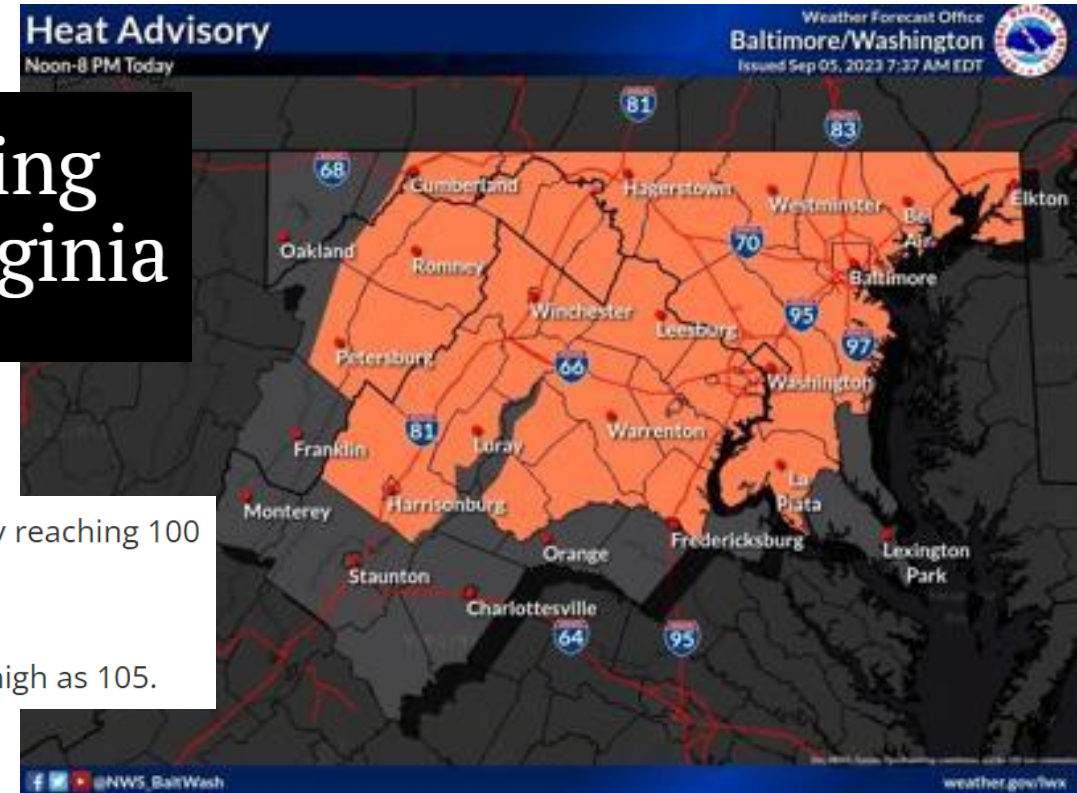 Heat Advisory
Noon-8 PM Today
Weather Forecast Office
Baltimore/Washington
Issued Sep 05, 2023 7:37 AM EDT
ing
ginia
81
83
68
Cumberland
Hagerstown
Westminster
Bel
Air
Elkton
Oakland
Romney
70
Baltimore
Winchester
Leesburg
95
97
Petersburg
66
Washington
81
Luray
Warrenton
Franklin
La
Plata
Monterey
Harrisonburg
Orange
Fredericksburg
Lexington
Park
Staunton
Charlottesville
64
95
y reaching 100
high as 105.
@NWS_BaltWash
weather.gov/lwx